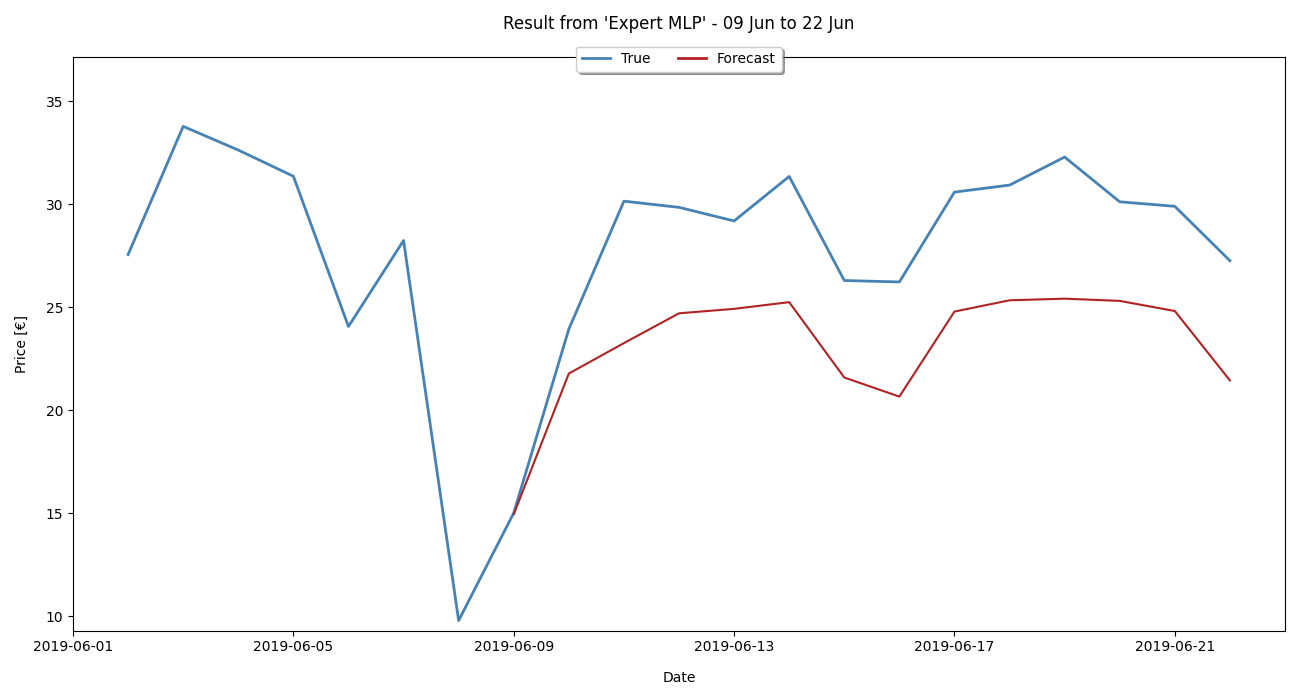 Result from 'Expert MLP' - 09 Jun to 22 Jun
True Forecast
35
30
25
20
15
10
Price [€]
2019-06-01 2019-06-05 2019-06-09 2019-06-13 2019-06-17 2019-06-21
Date